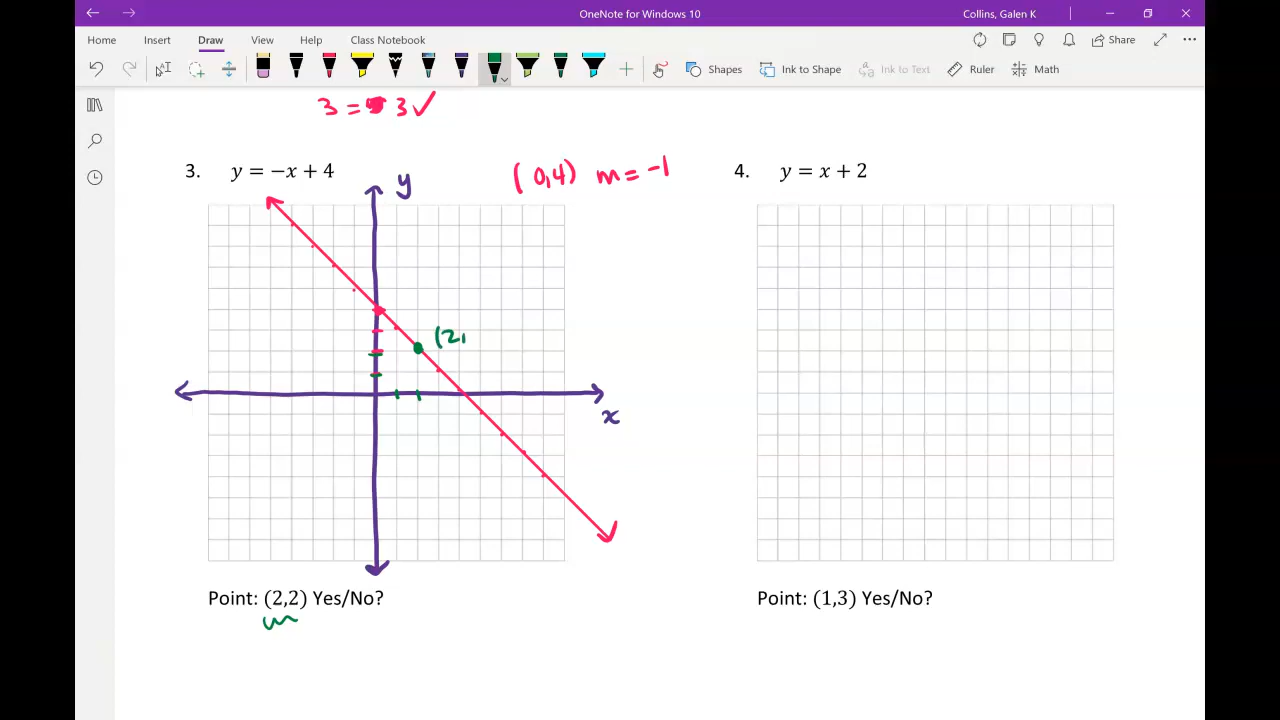 OneNote for Windows 10
Collins, Galen K
Home Insert Draw View Help Class Notebook
Share
Shapes Ink to Shape Ink to Text Ruler Math
3 = 3 ✓
3. y = −x + 4
(0,4) m = -1
4. y = x + 2
y
(2,
x
Point: (2,2) Yes/No?
Point: (1,3) Yes/No?